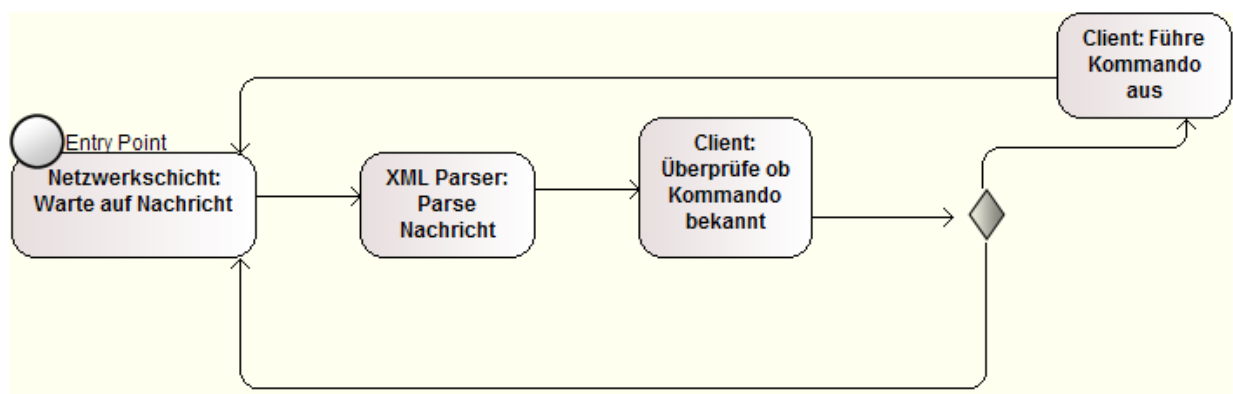 Client: Führe
Kommando
aus
Entry Point
Netzwerkschicht:
Warte auf Nachricht
XML Parser:
Parse
Nachricht
Client:
Überprüfe ob
Kommando
bekannt